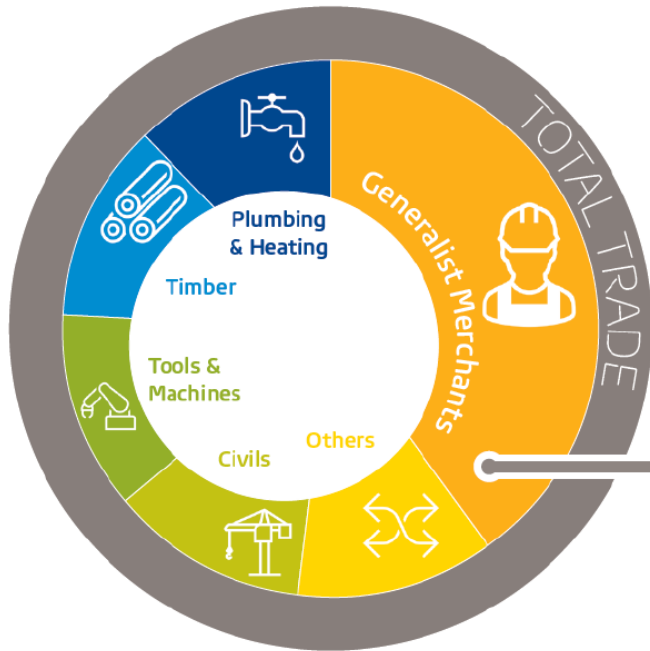 TOTAL TRADE
Generalist Merchants
Plumbing
& Heating
Timber
Tools &
Machines
Civils
Others